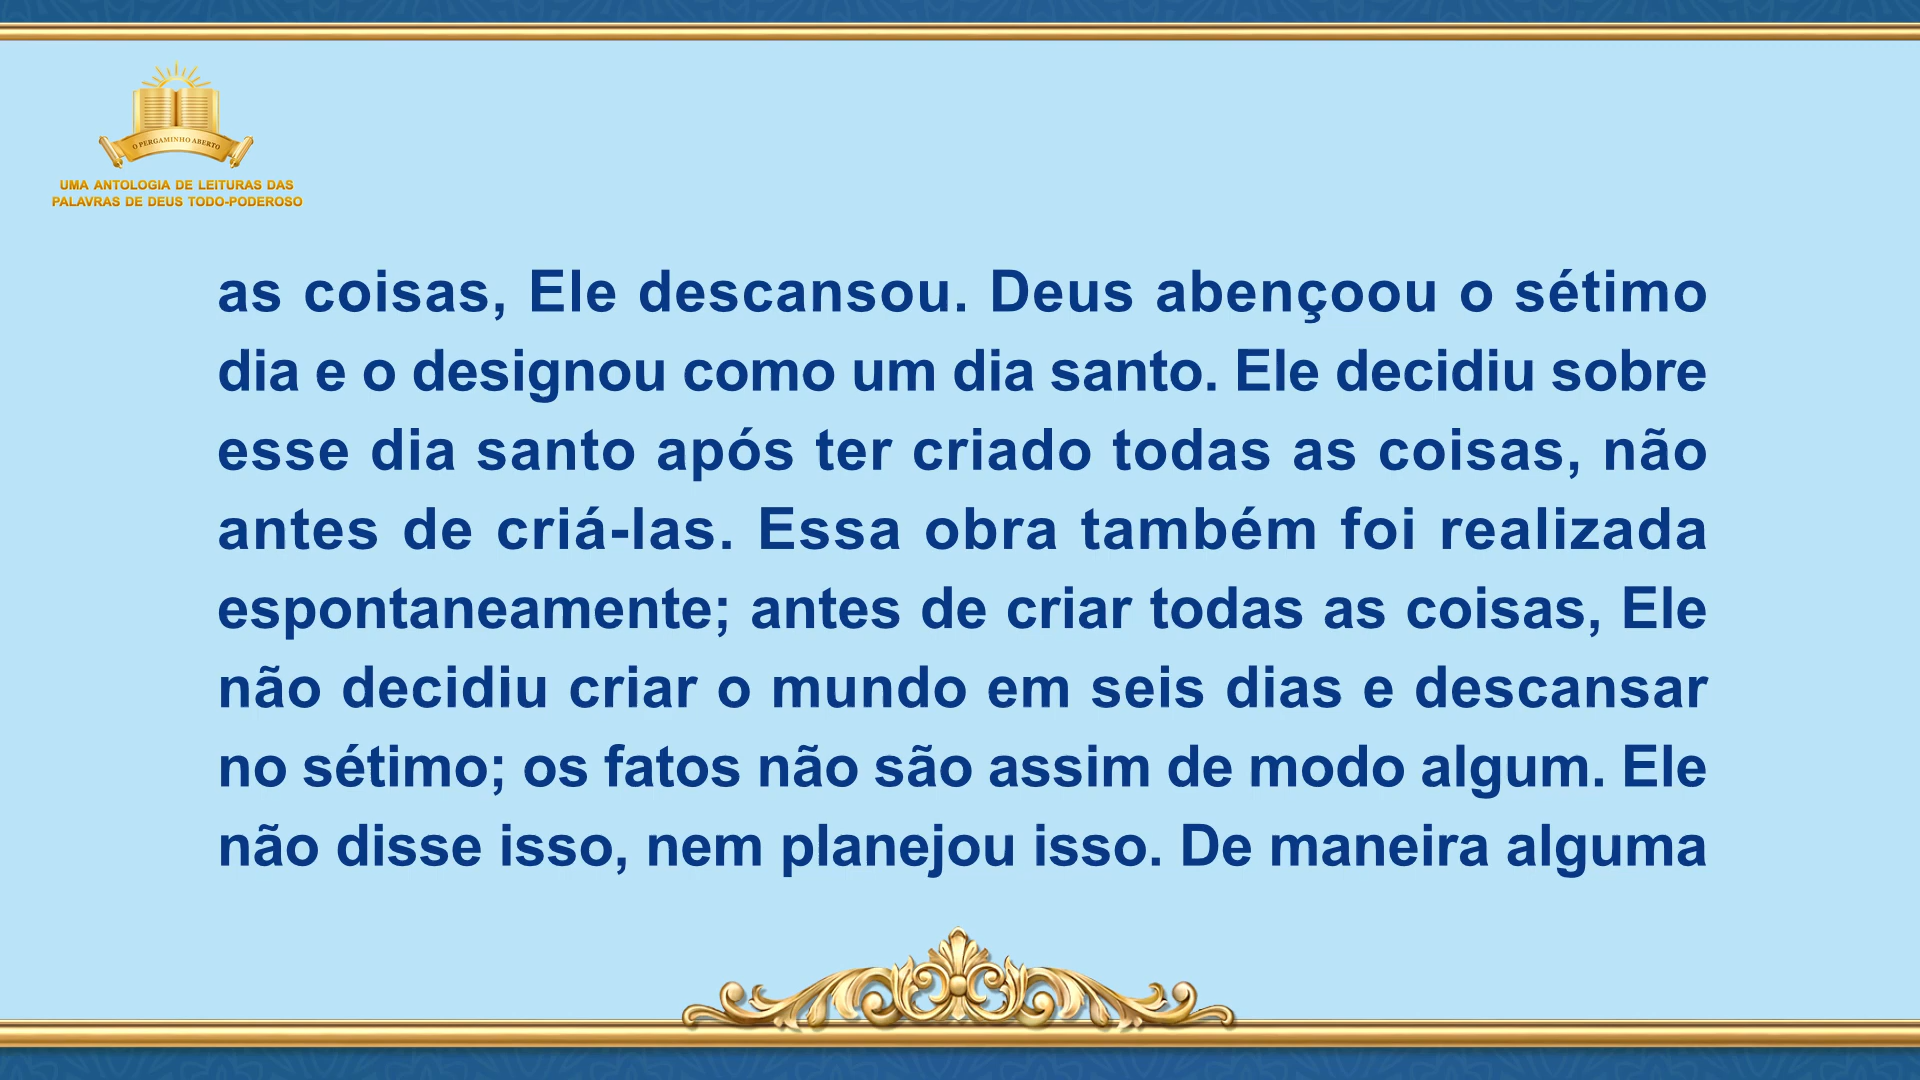 O PERGAMINHO ABERTO
UMA ANTOLOGIA DE LEITURAS DAS
PALAVRAS DE DEUS TODO-PODEROSO
as coisas, Ele descansou. Deus abençoou o sétimo
dia e o designou como um dia santo. Ele decidiu sobre
esse dia santo após ter criado todas as coisas, não
antes de criá-las. Essa obra também foi realizada
espontaneamente; antes de criar todas as coisas, Ele
não decidiu criar o mundo em seis dias e descansar
no sétimo; os fatos não são assim de modo algum. Ele
não disse isso, nem planejou isso. De maneira alguma